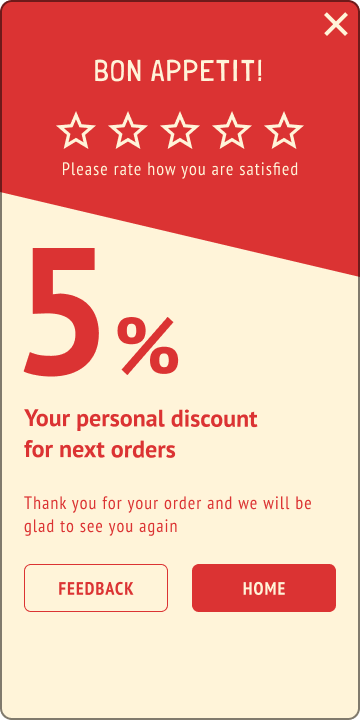 BON APPETIT!
Please rate how you are satisfied
5%
Your personal discount
for next orders
Thank you for your order and we will be
glad to see you again
FEEDBACK
HOME